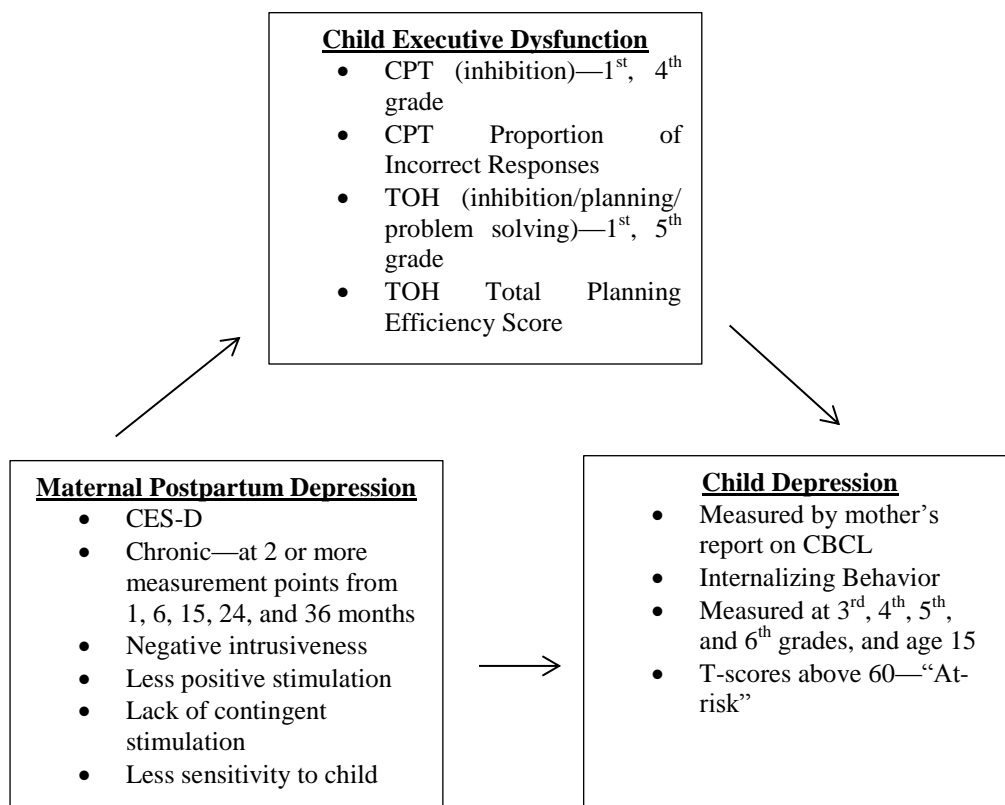 Child Executive Dysfunction
• CPT (inhibition)—1st, 4th
grade
• CPT Proportion of
Incorrect Responses
• TOH (inhibition/planning/
problem solving)—1st, 5th
grade
• TOH Total Planning
Efficiency Score
Maternal Postpartum Depression
• CES-D
• Chronic—at 2 or more
measurement points from
1, 6, 15, 24, and 36 months
• Negative intrusiveness
• Less positive stimulation
• Lack of contingent
stimulation
• Less sensitivity to child
Child Depression
• Measured by mother’s
report on CBCL
• Internalizing Behavior
• Measured at 3rd, 4th, 5th,
and 6th grades, and age 15
• T-scores above 60—“At-
risk”